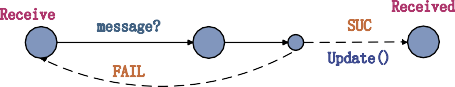 Receive
message?
FAIL
SUC
Update()
Received